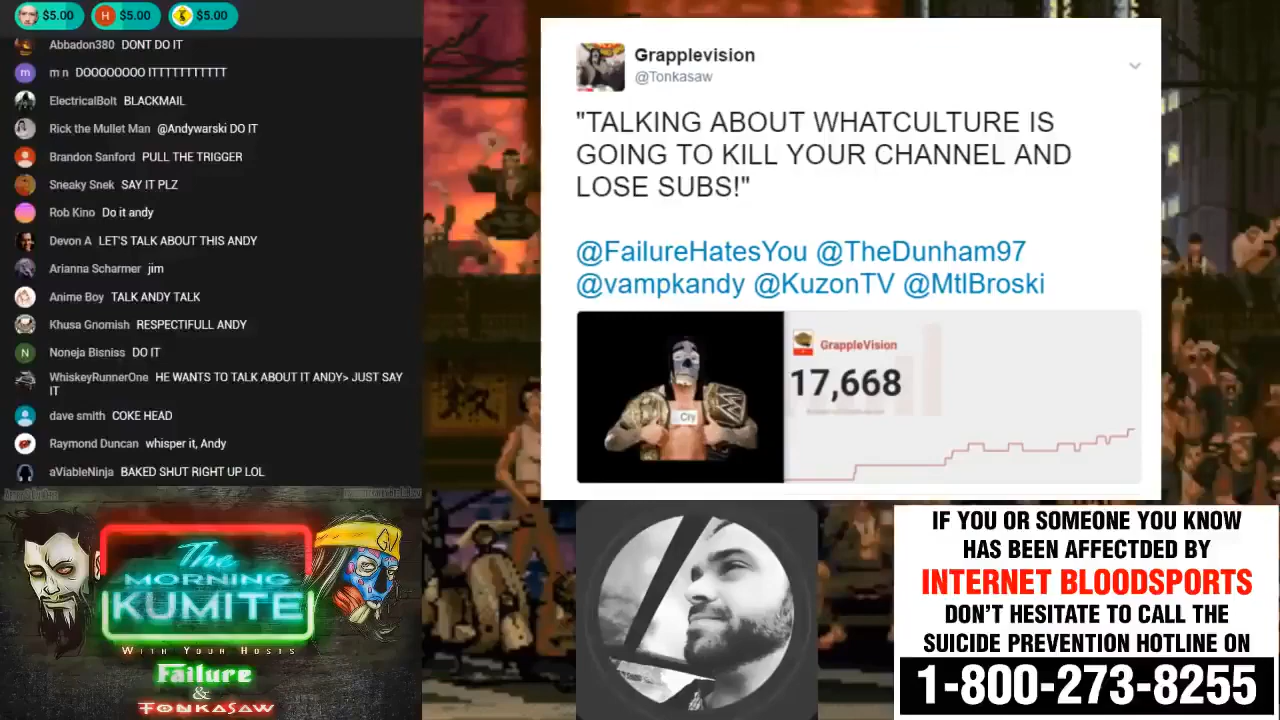 $5.00
H $5.00
$5.00
Abbadon380 DONT DO IT
m n DOOOOOOOO ITTTTTTTTTTT
ElectricalBolt BLACKMAIL
Rick the Mullet Man @Andywarski DO IT
Brandon Sanford PULL THE TRIGGER
Sneaky Snek SAY IT PLZ
Rob Kino Do it andy
Devon A LET'S TALK ABOUT THIS ANDY
Arianna Scharmer jim
Anime Boy TALK ANDY TALK
Khusa Gnomish RESPECTIFULL ANDY
N Noneja Bisniss DO IT
WhiskeyRunnerOne HE WANTS TO TALK ABOUT IT ANDY> JUST SAY
IT
dave smith COKE HEAD
Raymond Duncan whisper it, Andy
aViableNinja BAKED SHUT RIGHT UP LOL
Grapplevision
@Tonkasaw
"TALKING ABOUT WHATCULTURE IS
GOING TO KILL YOUR CHANNEL AND
LOSE SUBS!"
@FailureHatesYou @TheDunham97
@vampkandy @KuzonTV @MtlBroski
Cry
GrappleVision
17,668
The
MORNING
KUMITE
WITH YOUR HOSTS
Failure
&
TONKASAW
IF YOU OR SOMEONE YOU KNOW
HAS BEEN AFFECTDED BY
INTERNET BLOODSPORTS
DON'T HESITATE TO CALL THE
SUICIDE PREVENTION HOTLINE ON
1-800-273-8255